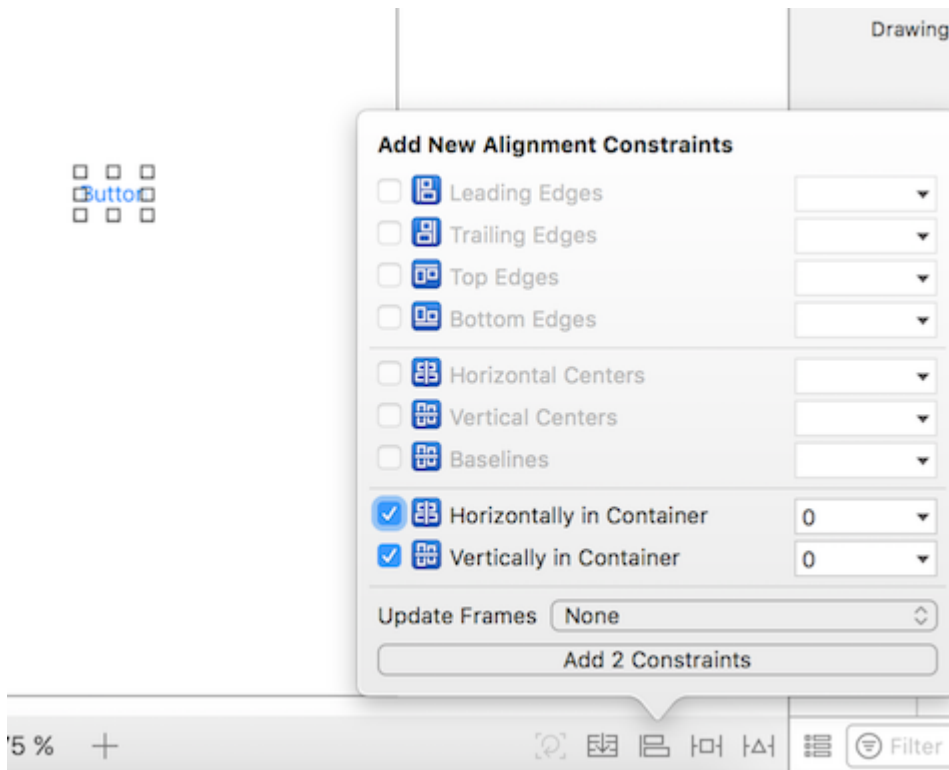 Drawing
Button
Add New Alignment Constraints
Leading Edges
Trailing Edges
Top Edges
Bottom Edges
Horizontal Centers
Vertical Centers
Baselines
Horizontally in Container 0
Vertically in Container 0
Update Frames None
Add 2 Constraints
75 % Filter